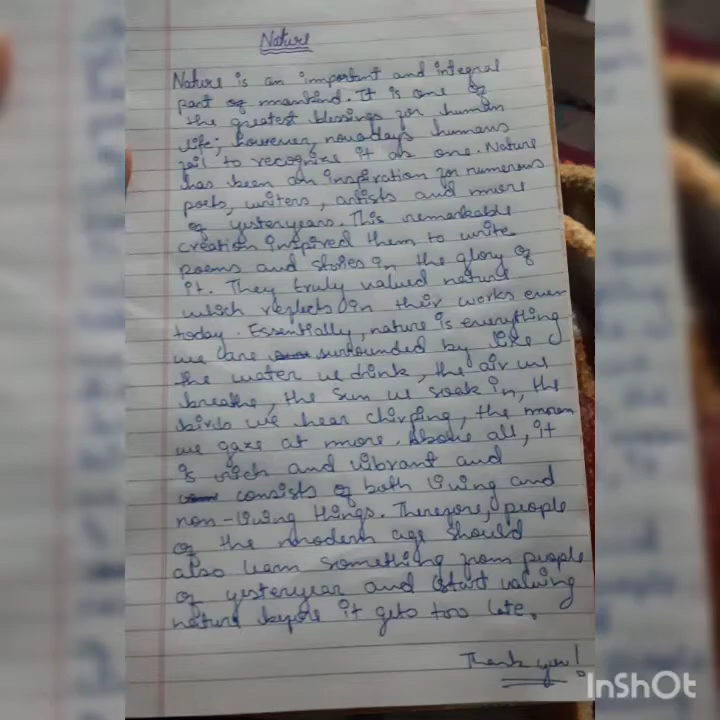 Nature
Nature is an important and integral
part of mankind. It is one of
the greatest blessings for human
life; however, nowadays humans
fail to recognize it as one. Nature
has been an inspiration for numerous
poets, writers, artists and more
of yesteryears. This remarkable
creation inspired them to write
poems and stories in the glory of
it. They truly valued nature
which reflects in their works even
today. Essentially, nature is everything
we are surrounded by like
the water we drink, the air we
breathe, the sun we soak in, the
birds we hear chirping, the moon
we gaze at more. Above all, it
is rich and vibrant and
consists of both living and
non-living things. Therefore, people
of the modern age should
also learn something from people
of yesteryear and start valuing
nature before it gets too late.
Thank you!
InShOt